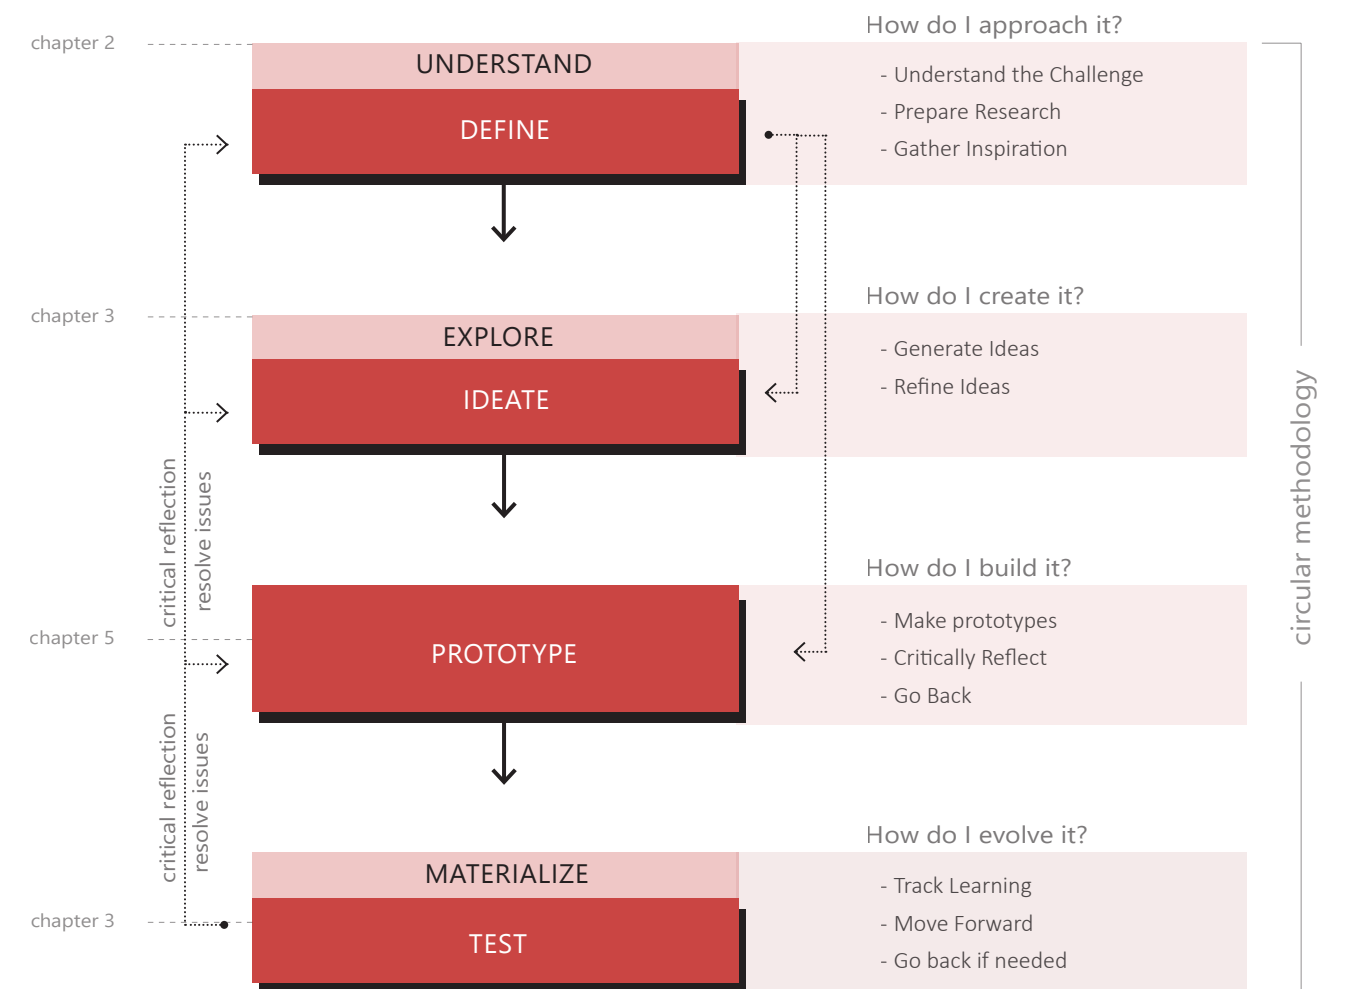 How do I approach it?
chapter 2
UNDERSTAND
DEFINE
- Understand the Challenge
- Prepare Research
- Gather Inspiration
How do I create it?
chapter 3
EXPLORE
IDEATE
- Generate Ideas
- Refine Ideas
circular methodology
critical reflection
resolve issues
How do I build it?
chapter 5
PROTOTYPE
- Make prototypes
- Critically Reflect
- Go Back
critical reflection
resolve issues
How do I evolve it?
chapter 3
MATERIALIZE
TEST
- Track Learning
- Move Forward
- Go back if needed